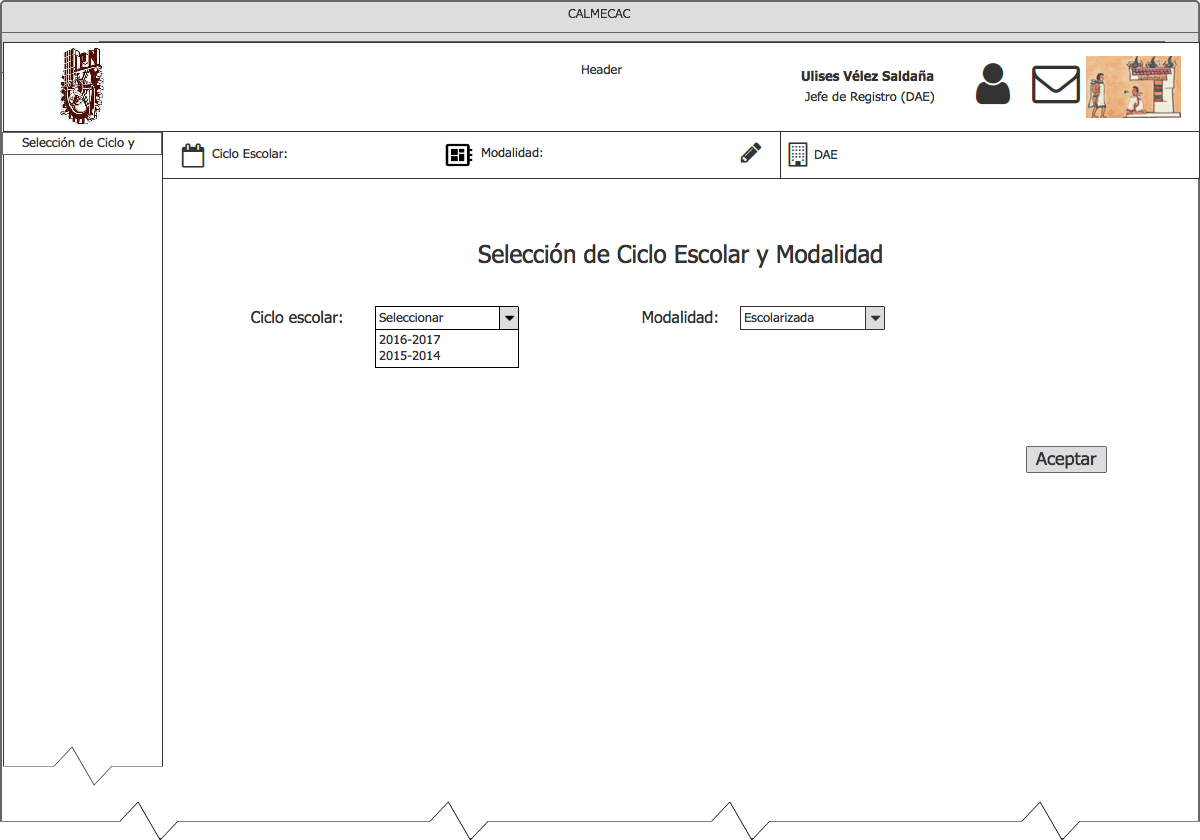 CALMECAC
Header
Ulises Vélez Saldaña
Jefe de Registro (DAE)
Selección de Ciclo y
Ciclo Escolar:
Modalidad:
DAE
Selección de Ciclo Escolar y Modalidad
Ciclo escolar:
Seleccionar
Modalidad:
Escolarizada
2016-2017
2015-2014
Aceptar